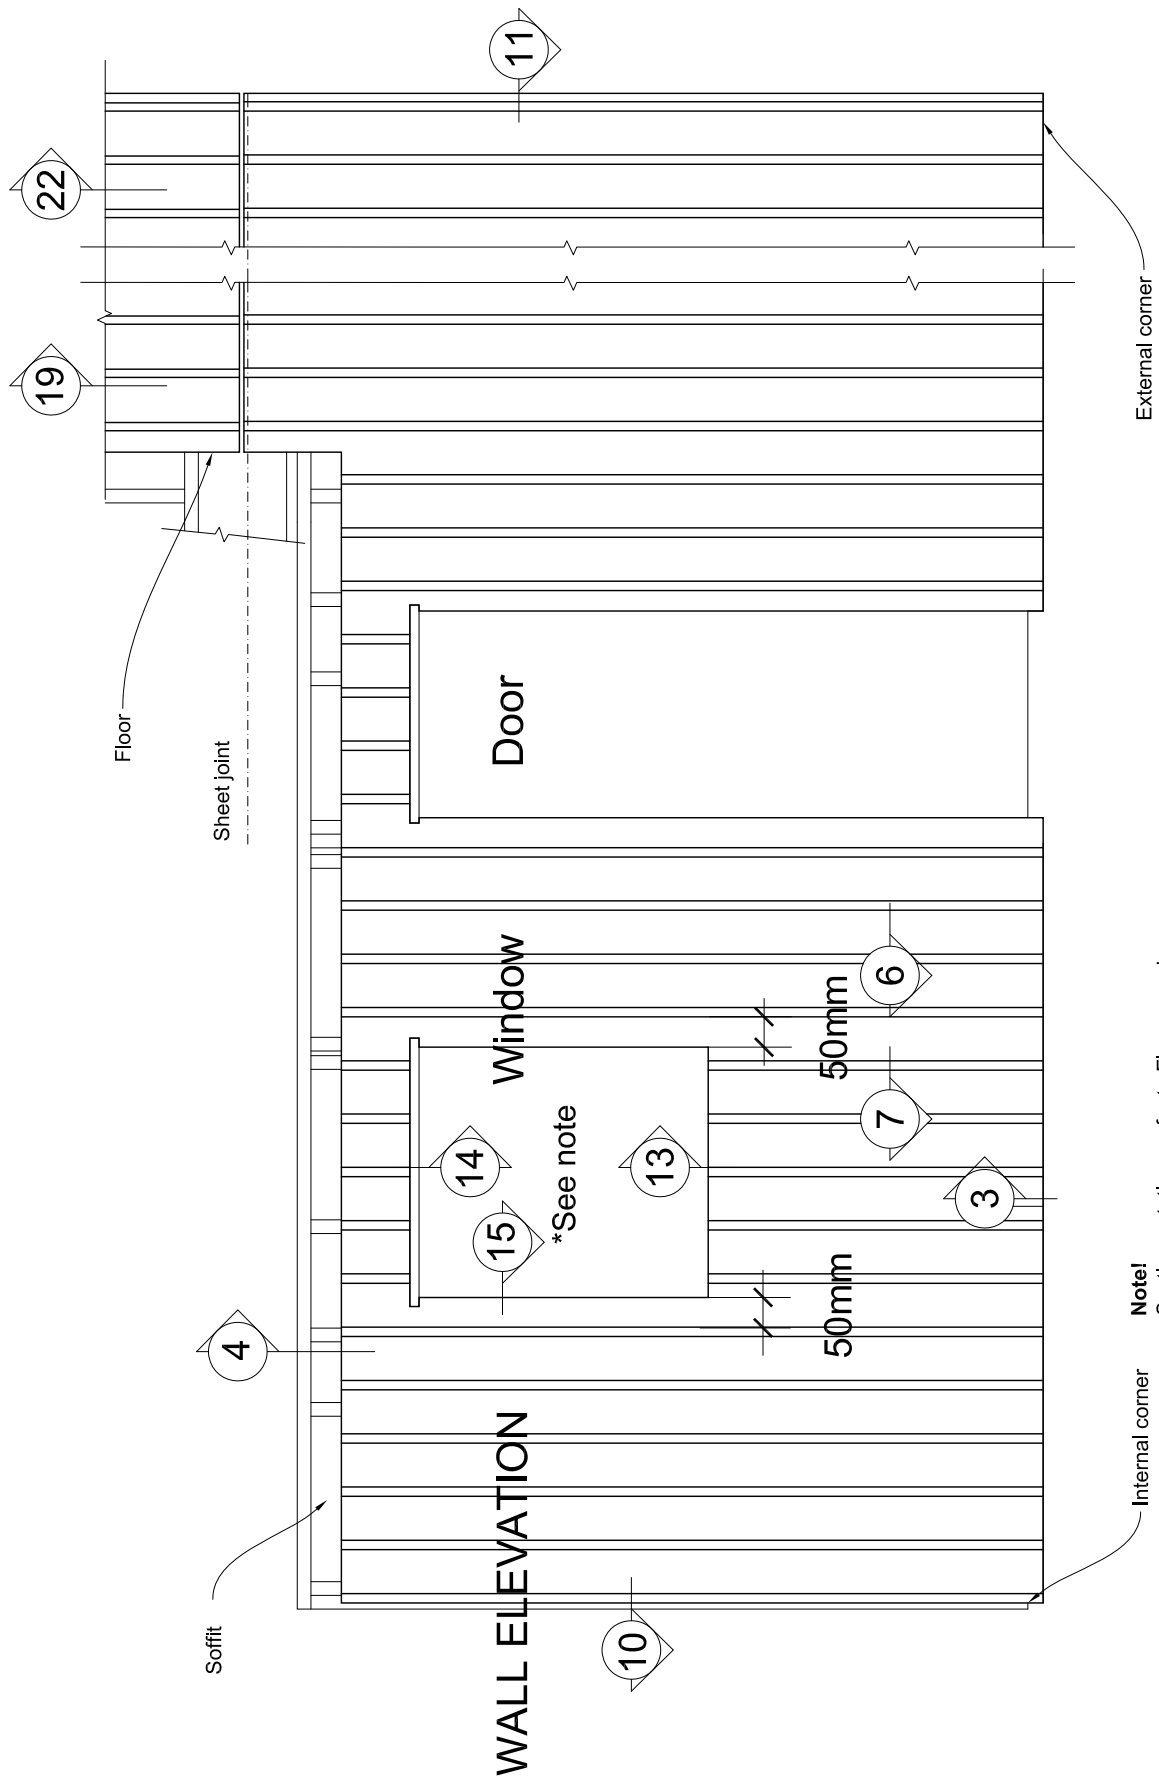 19
22
Floor
Soffit
Sheet joint
4
14
15
WALL ELEVATION
Window
Door
11
*See note
10
13
50mm
50mm
7
6
3
Internal corner
Note!
External corner